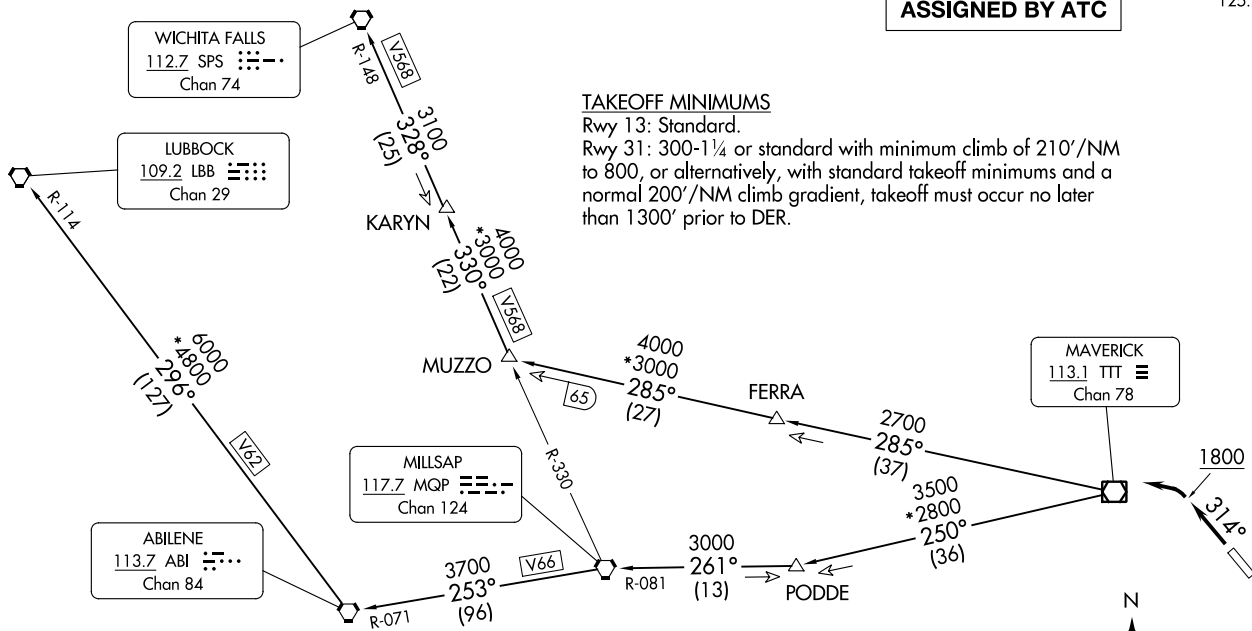 ASSIGNED BY ATC
125.
WICHITA FALLS
112.7 SPS
Chan 74
R-148
V568
3100
328°
(25)
KARYN
LUBBOCK
109.2 LBB
Chan 29
R-114
TAKEOFF MINIMUMS
Rwy 13: Standard.
Rwy 31: 300-1¼ or standard with minimum climb of 210'/NM
to 800, or alternatively, with standard takeoff minimums and a
normal 200'/NM climb gradient, takeoff must occur no later
than 1300' prior to DER.
4000
*3000
330°
(22)
V568
MUZZO
6000
*4800
296°
(127)
V62
4000
*3000
285°
(27)
65
FERRA
2700
285°
(37)
MAVERICK
113.1 TTT
Chan 78
1800
314°
3500
*2800
250°
(36)
R-330
MILLSAP
117.7 MQP
Chan 124
ABILENE
113.7 ABI
Chan 84
R-071
3700
253°
(96)
V66
R-081
3000
261°
(13)
PODDE
N